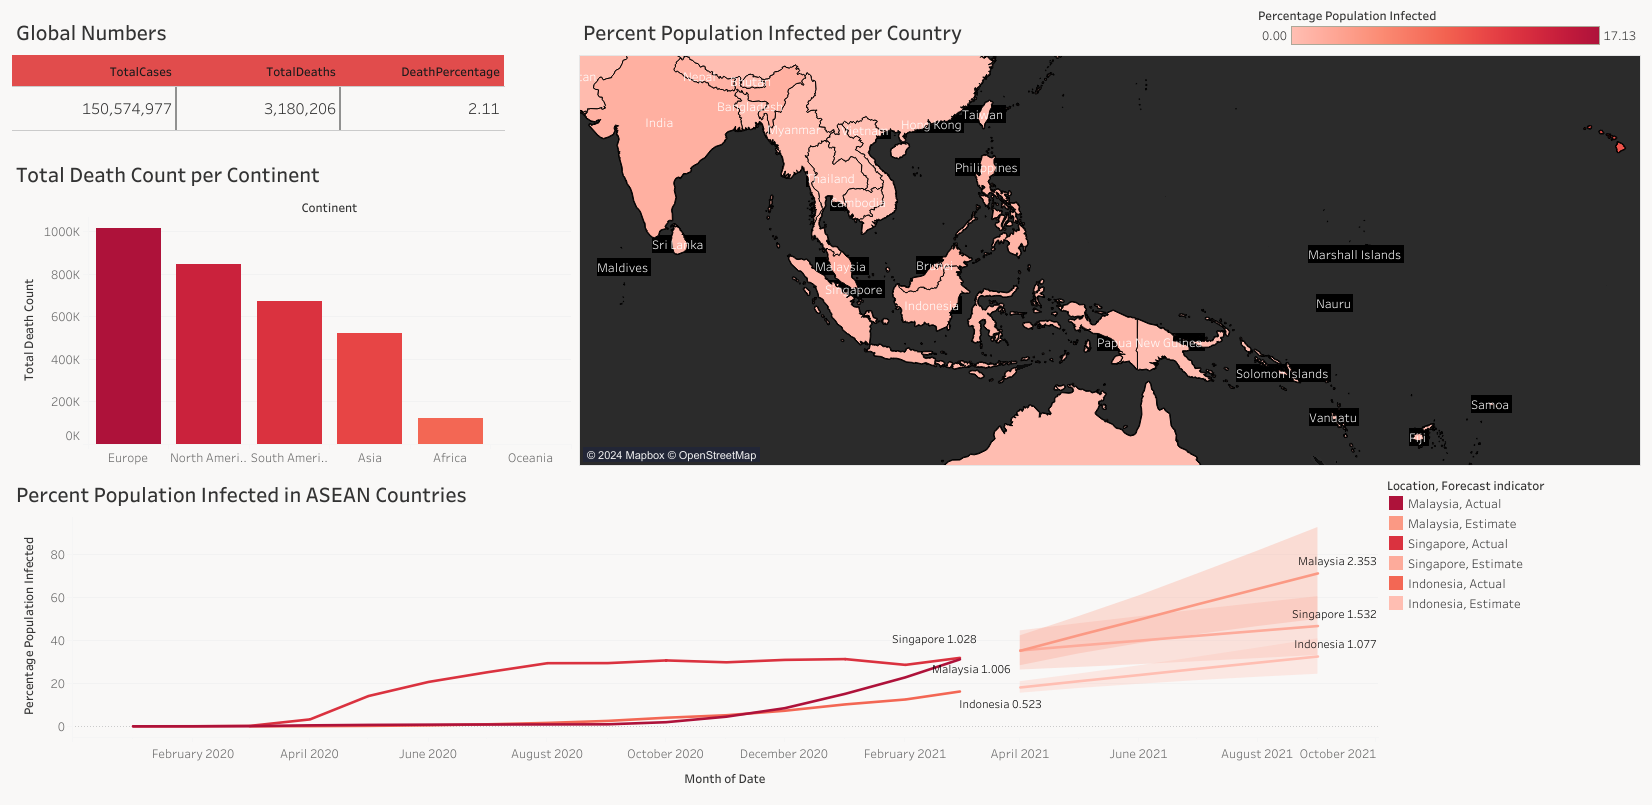 Global Numbers
TotalCases TotalDeaths DeathPercentage
150,574,977 3,180,206 2.11
Total Death Count per Continent
Continent
Total Death Count
1000K
800K
600K
400K
200K
0K
Europe North Ameri.. South Ameri.. Asia Africa Oceania
Percent Population Infected per Country
Percentage Population Infected
0.00 17.13
Nepal
Bhutan
Bangladesh
India
Myanmar
Vietnam
Hong Kong
Taiwan
Thailand
Philippines
Cambodia
Sri Lanka
Maldives
Malaysia
Brunei
Singapore
Indonesia
Marshall Islands
Nauru
Papua New Guinea
Solomon Islands
Samoa
Vanuatu
Fiji
© 2024 Mapbox © OpenStreetMap
Percent Population Infected in ASEAN Countries
Percentage Population Infected
80
60
40
20
0
Singapore 1.028
Malaysia 1.006
Indonesia 0.523
Malaysia 2.353
Singapore 1.532
Indonesia 1.077
February 2020 April 2020 June 2020 August 2020 October 2020 December 2020 February 2021 April 2021 June 2021 August 2021 October 2021
Month of Date
Location, Forecast indicator
Malaysia, Actual
Malaysia, Estimate
Singapore, Actual
Singapore, Estimate
Indonesia, Actual
Indonesia, Estimate